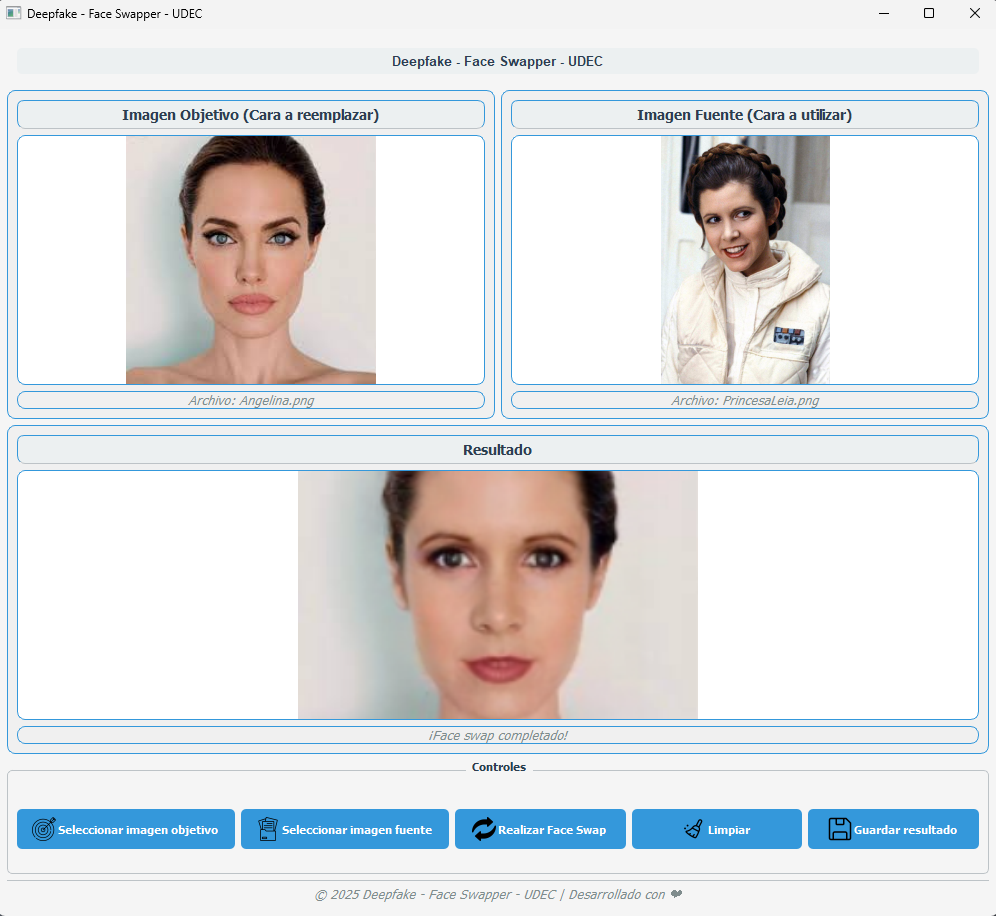 Deepfake - Face Swapper - UDEC
Deepfake - Face Swapper - UDEC
Imagen Objetivo (Cara a reemplazar)
Imagen Fuente (Cara a utilizar)
Archivo: Angelina.png
Archivo: PrincesaLeia.png
Resultado
¡Face swap completado!
Controles
Seleccionar imagen objetivo
Seleccionar imagen fuente
Realizar Face Swap
Limpiar
Guardar resultado
© 2025 Deepfake - Face Swapper - UDEC | Desarrollado con ❤